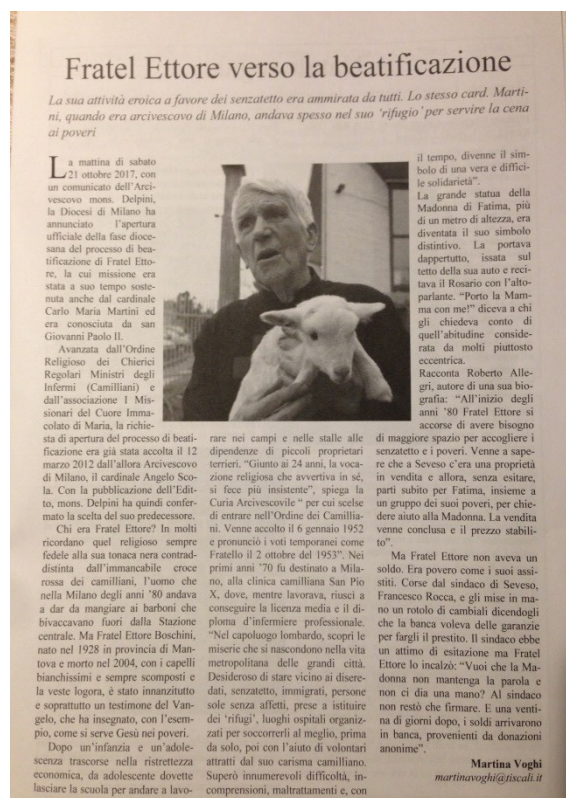 Fratel Ettore verso la beatificazione
La sua attività eroica a favore dei senzatetto era ammirata da tutti. Lo stesso card. Marti-
ni, quando era arcivescovo di Milano, andava spesso nel suo ‘rifugio’ per servire la cena
ai poveri
La mattina di sabato
21 ottobre 2017, con
un comunicato dell'Arci-
vescovo mons. Delpini,
la Diocesi di Milano ha
annunciato l'apertura
ufficiale della fase dioce-
sana del processo di bea-
tificazione di Fratel Etto-
re, la cui missione era
stata a suo tempo soste-
nuta anche dal cardinale
Carlo Maria Martini ed
era conosciuta da san
Giovanni Paolo II.
Avanzata dall'Ordine
Religioso dei Chierici
Regolari Ministri degli
Infermi (Camilliani) e
dall'associazione I Mis-
sionari del Cuore Imma-
colato di Maria, la richie-
sta di apertura del processo di beati-
ficazione era già stata accolta il 12
marzo 2012 dall'allora Arcivescovo
di Milano, il cardinale Angelo Sco-
la. Con la pubblicazione dell'Edit-
to, mons. Delpini ha quindi confer-
mato la scelta del suo predecessore.
Chi era Fratel Ettore? In molti
ricordano quel religioso sempre
fedele alla sua tonaca nera contrad-
distinta dall'immancabile croce
rossa dei camilliani, l'uomo che
nella Milano degli anni '80 andava
a dar da mangiare ai barboni che
bivaccavano fuori dalla Stazione
centrale. Ma Fratel Ettore Boschini,
nato nel 1928 in provincia di Man-
tova e morto nel 2004, con i capelli
bianchissimi e sempre scomposti e
la veste logora, è stato innanzitutto
e soprattutto un testimone del Van-
gelo, che ha insegnato, con l'esem-
pio, come si serve Gesù nei poveri.
Dopo un'infanzia e un'adole-
scenza trascorse nella ristrettezza
economica, da adolescente dovette
lasciare la scuola per andare a lavo-
rare nei campi e nelle stalle alle
dipendenze di piccoli proprietari
terrieri. “Giunto ai 24 anni, la voca-
zione religiosa che avvertiva in sé,
si fece più insistente”, spiega la
Curia Arcivescovile “ per cui scelse
di entrare nell'Ordine dei Camillia-
ni. Venne accolto il 6 gennaio 1952
e pronunciò i voti temporanei come
Fratello il 2 ottobre del 1953”. Nei
primi anni '70 fu destinato a Mila-
no, alla clinica camilliana San Pio
X, dove, mentre lavorava, riuscì a
conseguire la licenza media e il di-
ploma d'infermiere professionale.
“Nel capoluogo lombardo, scoprì le
miserie che si nascondono nella vita
metropolitana delle grandi città.
Desideroso di stare vicino ai disere-
dati, senzatetto, immigrati, persone
sole senza affetti, prese a istituire
dei ‘rifugi’, luoghi ospitali organiz-
zati per soccorrerli al meglio, prima
da solo, poi con l'aiuto di volontari
attratti dal suo carisma camilliano.
Superò innumerevoli difficoltà, in-
comprensioni, maltrattamenti e, con
il tempo, divenne il sim-
bolo di una vera e diffici-
le solidarietà”.
La grande statua della
Madonna di Fatima, più
di un metro di altezza, era
diventata il suo simbolo
distintivo. La portava
dappertutto, issata sul
tetto della sua auto e reci-
tava il Rosario con l'alto-
parlante. “Porto la Mam-
ma con me!” diceva a chi
gli chiedeva conto di
quell'abitudine conside-
rata da molti piuttosto
eccentrica.
Racconta Roberto Alle-
gri, autore di una sua bio-
grafia: “All'inizio degli
anni '80 Fratel Ettore si
accorse di avere bisogno
di maggiore spazio per accogliere i
senzatetto e i poveri. Venne a sape-
re che a Seveso c'era una proprietà
in vendita e allora, senza esitare,
partì subito per Fatima, insieme a
un gruppo dei suoi poveri, per chie-
dere aiuto alla Madonna. La vendita
venne conclusa e il prezzo stabili-
to”.
Ma Fratel Ettore non aveva un
soldo. Era povero come i suoi assi-
stiti. Corse dal sindaco di Seveso,
Francesco Rocca, e gli mise in ma-
no un rotolo di cambiali dicendogli
che la banca voleva delle garanzie
per fargli il prestito. Il sindaco ebbe
un attimo di esitazione ma Fratel
Ettore lo incalzò: “Vuoi che la Ma-
donna non mantenga la parola e
non ci dia una mano? Al sindaco
non restò che firmare. E una venti-
na di giorni dopo, i soldi arrivarono
in banca, provenienti da donazioni
anonime”.
Martina Voghi
martinavoghi@tiscali.it